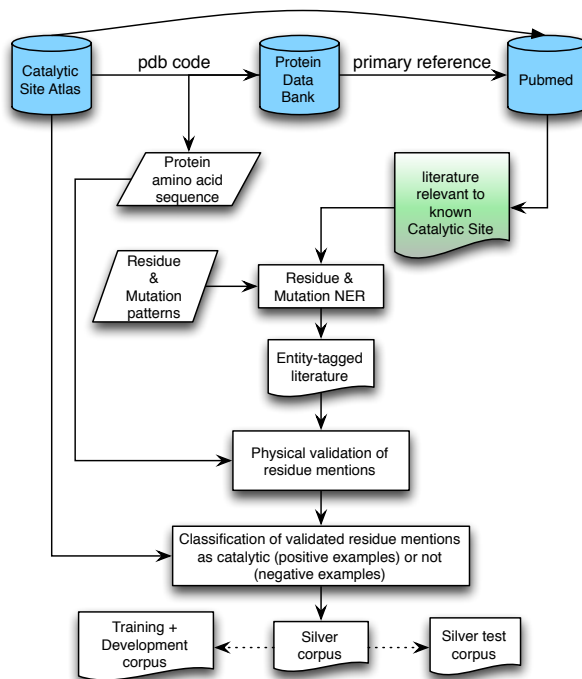 Catalytic
Site Atlas
pdb code
Protein
Data
Bank
primary reference
Pubmed
Protein
amino acid
sequence
literature
relevant to
known
Catalytic Site
Residue
&
Mutation
patterns
Residue &
Mutation NER
Entity-tagged
literature
Physical validation of
residue mentions
Classification of validated residue mentions
as catalytic (positive examples) or not
(negative examples)
Training +
Development
corpus
Silver
corpus
Silver test
corpus